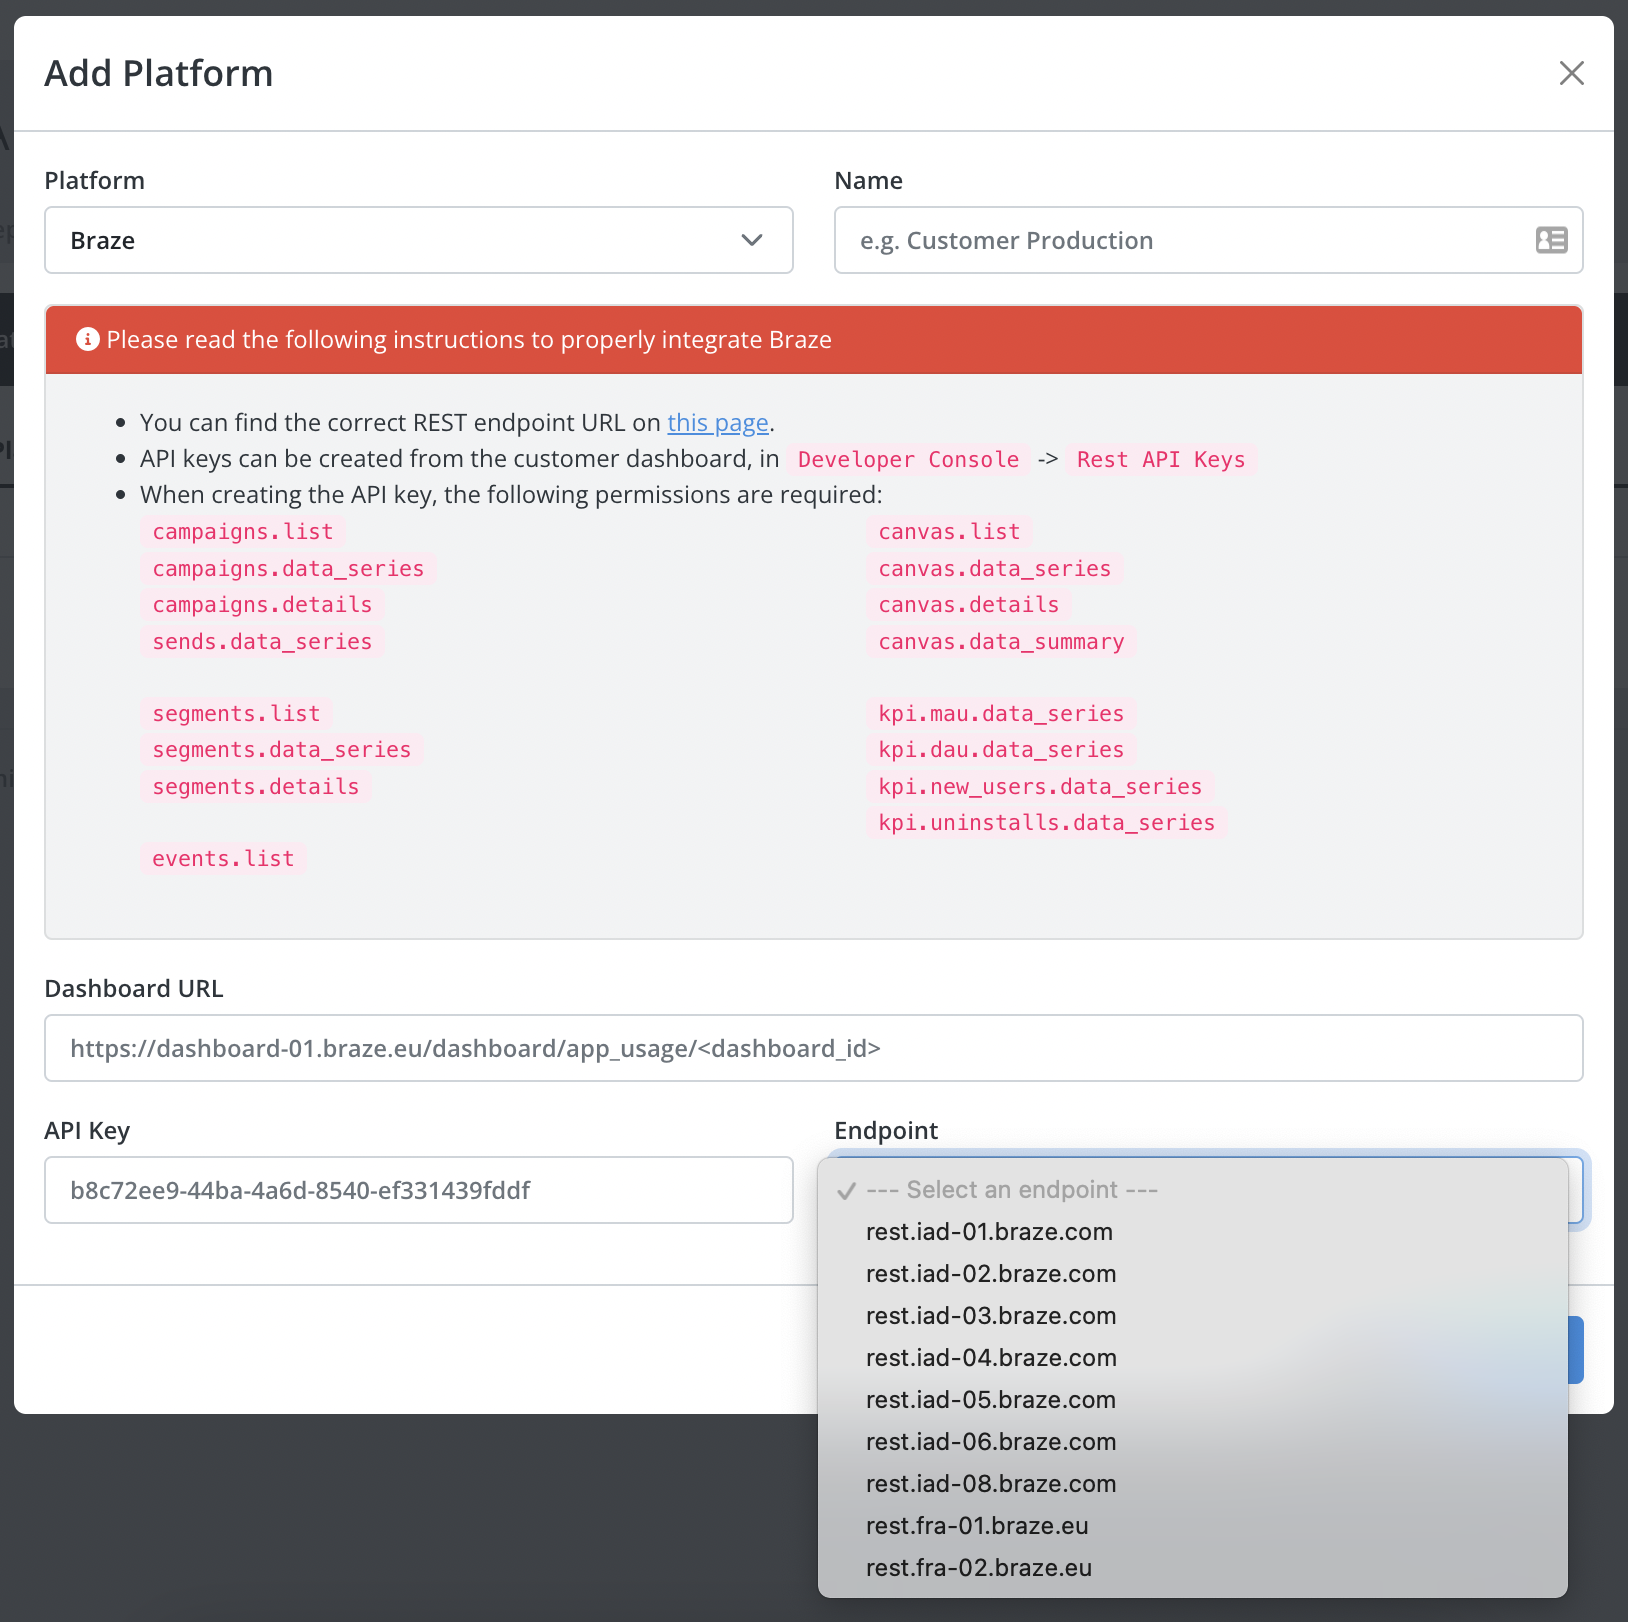 Add Platform
Platform
Name
Braze
e.g. Customer Production
Please read the following instructions to properly integrate Braze
You can find the correct REST endpoint URL on this page.
API keys can be created from the customer dashboard, in Developer Console -> Rest API Keys
When creating the API key, the following permissions are required:
campaigns.list
campaigns.data_series
campaigns.details
sends.data_series
canvas.list
canvas.data_series
canvas.details
canvas.data_summary
segments.list
segments.data_series
segments.details
kpi.mau.data_series
kpi.dau.data_series
kpi.new_users.data_series
kpi.uninstalls.data_series
events.list
Dashboard URL
https://dashboard-01.braze.eu/dashboard/app_usage/<dashboard_id>
API Key
b8c72ee9-44ba-4a6d-8540-ef331439fddf
Endpoint
--- Select an endpoint ---
rest.iad-01.braze.com
rest.iad-02.braze.com
rest.iad-03.braze.com
rest.iad-04.braze.com
rest.iad-05.braze.com
rest.iad-06.braze.com
rest.iad-08.braze.com
rest.fra-01.braze.eu
rest.fra-02.braze.eu